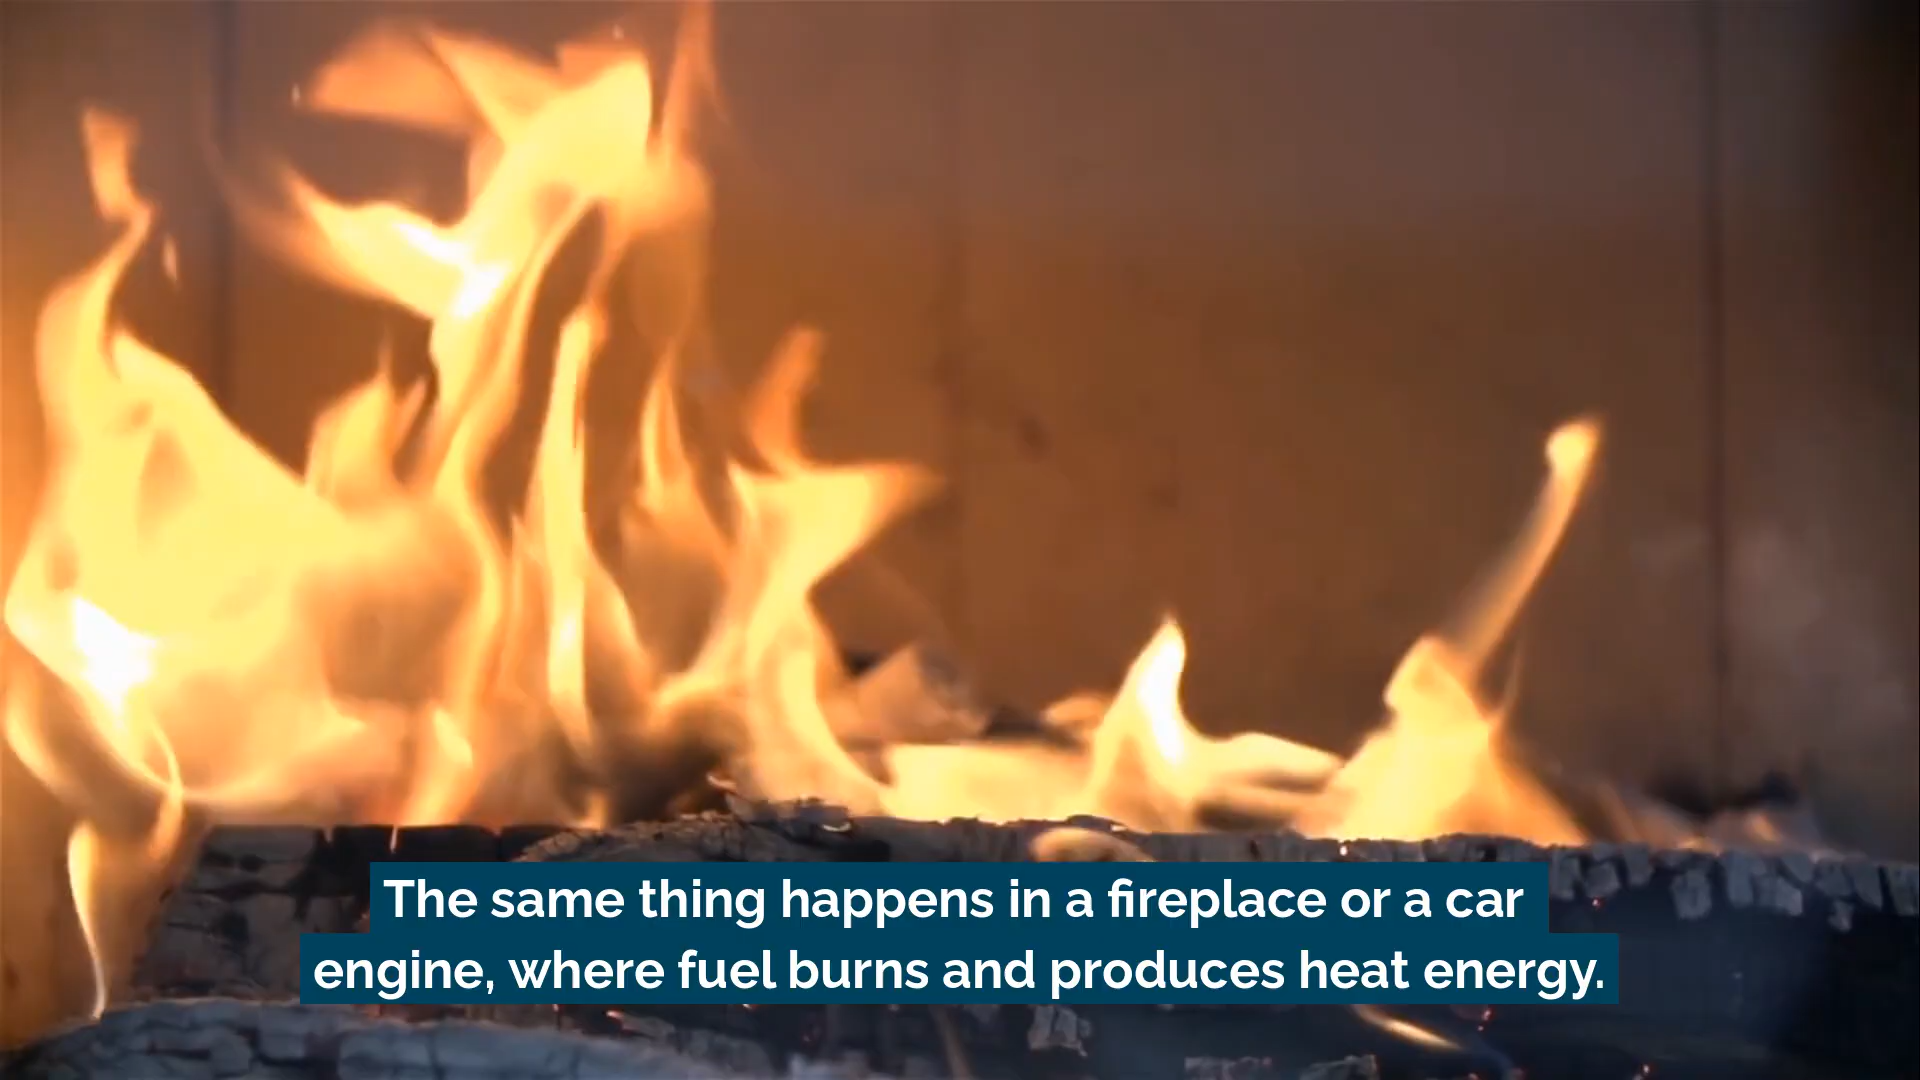 The same thing happens in a fireplace or a car
engine, where fuel burns and produces heat energy.